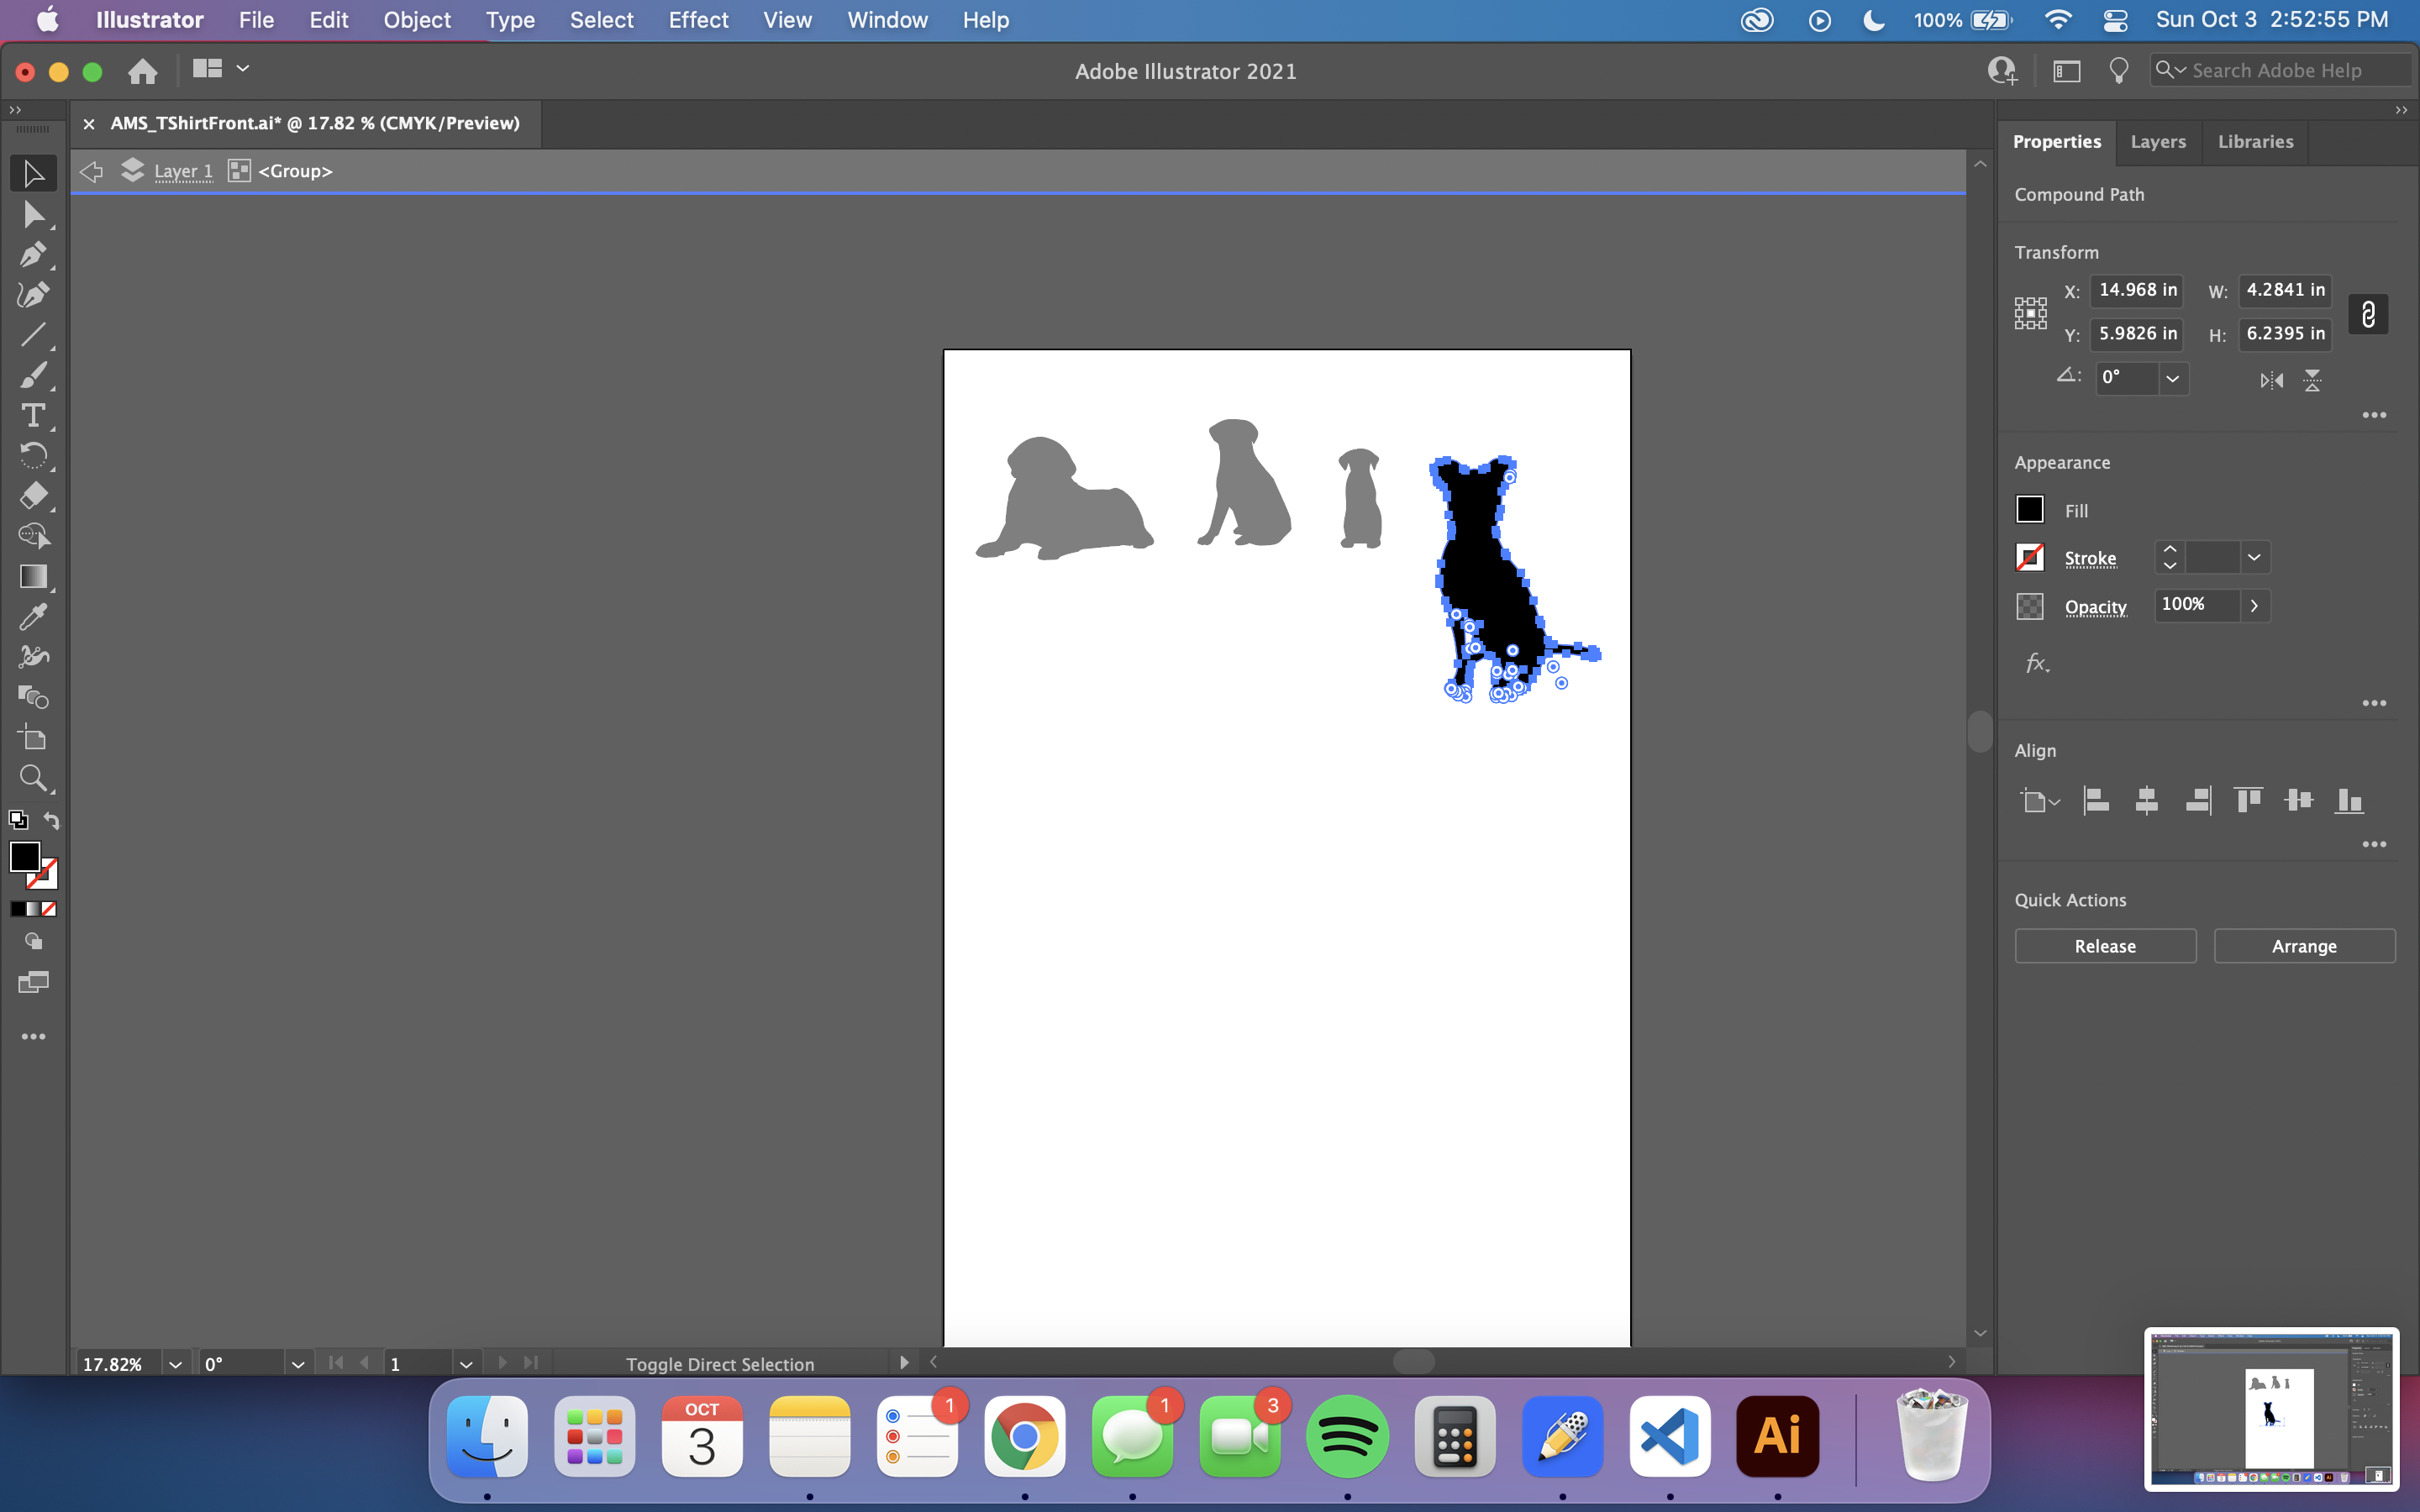 Illustrator File Edit Object Type Select Effect View Window Help 100% Sun Oct 3 2:52:55 PM
Adobe Illustrator 2021 Search Adobe Help
× AMS_TShirtFront.ai* @ 17.82 % (CMYK/Preview)
Layer 1 <Group>
Properties Layers Libraries
Compound Path
Transform
X: 14.968 in W: 4.2841 in
Y: 5.9826 in H: 6.2395 in
0°
Appearance
Fill
Stroke
Opacity 100%
fx
Align
Quick Actions
Release Arrange
17.82% 0° 1 Toggle Direct Selection
OCT
3
1
1
3
Ai